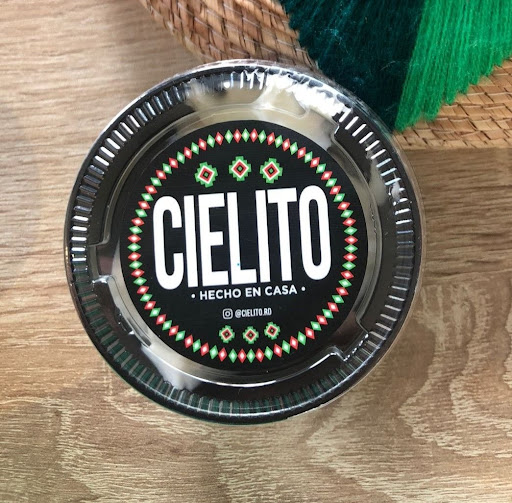 CIELITO
• HECHO EN CASA •
@CIELITO.RD